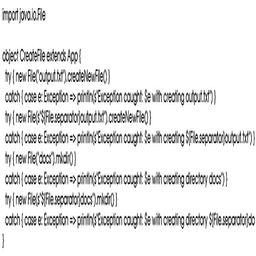 import java.io.File
object CreateFile extends App {
try { new File("output.txt").createNewFile() }
catch { case e: Exception => println(s"Exception caught: $e with creating output.txt") }
try { new File(s"${File.separator}output.txt").createNewFile() }
catch { case e: Exception => println(s"Exception caught: $e with creating ${File.separator}output.txt") }
try { new File("docs").mkdir() }
catch { case e: Exception => println(s"Exception caught: $e with creating directory docs") }
try { new File(s"${File.separator}docs").mkdir() }
catch { case e: Exception => println(s"Exception caught: $e with creating directory ${File.separator}do
}